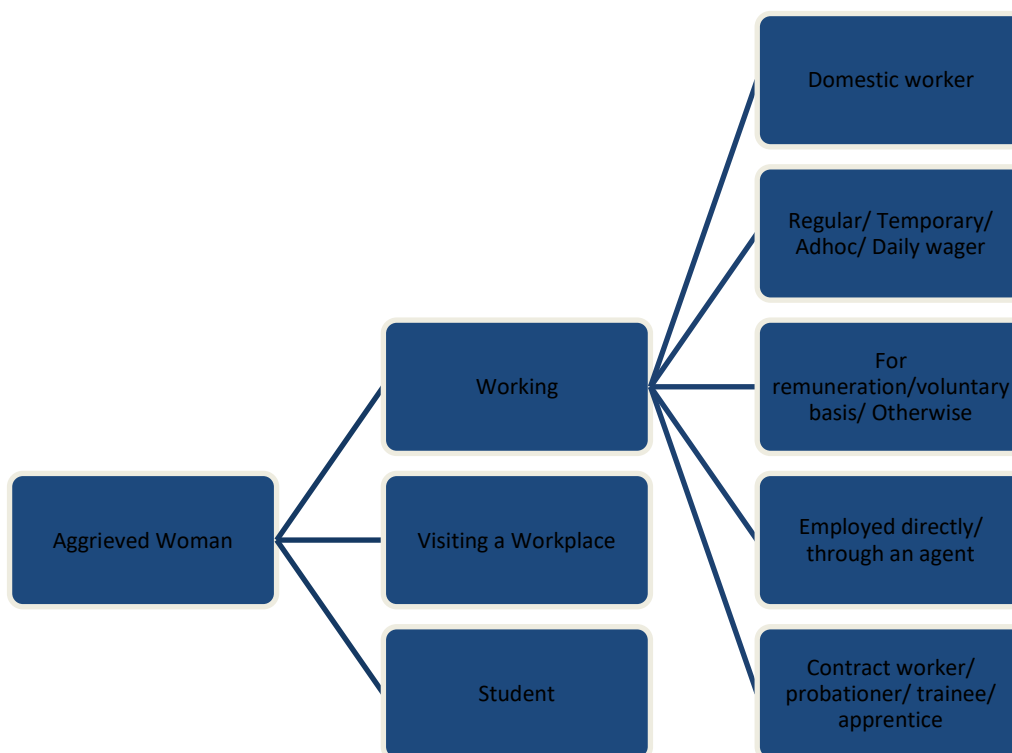 Aggrieved Woman
Working
Visiting a Workplace
Student
Domestic worker
Regular/ Temporary/
Adhoc/ Daily wager
For
remuneration/voluntary
basis/ Otherwise
Employed directly/
through an agent
Contract worker/
probationer/ trainee/
apprentice